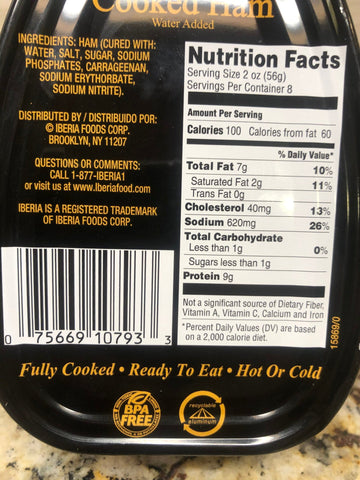 Cooked Ham
Water Added
INGREDIENTS: HAM (CURED WITH:
WATER, SALT, SUGAR, SODIUM
PHOSPHATES, CARRAGEENAN,
SODIUM ERYTHORBATE,
SODIUM NITRITE).
DISTRIBUTED BY / DISTRIBUIDO POR:
© IBERIA FOODS CORP.
BROOKLYN, NY 11207
QUESTIONS OR COMMENTS:
CALL 1-877-IBERIA1
or visit us at www.Iberiafood.com
IBERIA IS A REGISTERED TRADEMARK
OF IBERIA FOODS CORP.
0 75669 10793 3
Nutrition Facts
Serving Size 2 oz (56g)
Servings Per Container 8
Amount Per Serving
Calories 100 Calories from fat 60
% Daily Value*
Total Fat 7g 10%
Saturated Fat 2g 11%
Trans Fat 0g
Cholesterol 40mg 13%
Sodium 620mg 26%
Total Carbohydrate
Less than 1g 0%
Sugars less than 1g
Protein 9g
Not a significant source of Dietary Fiber,
Vitamin A, Vitamin C, Calcium and Iron
*Percent Daily Values (DV) are based
on a 2,000 calorie diet.
15869/0
Fully Cooked • Ready To Eat • Hot Or Cold
BPA
FREE
recyclable
aluminum